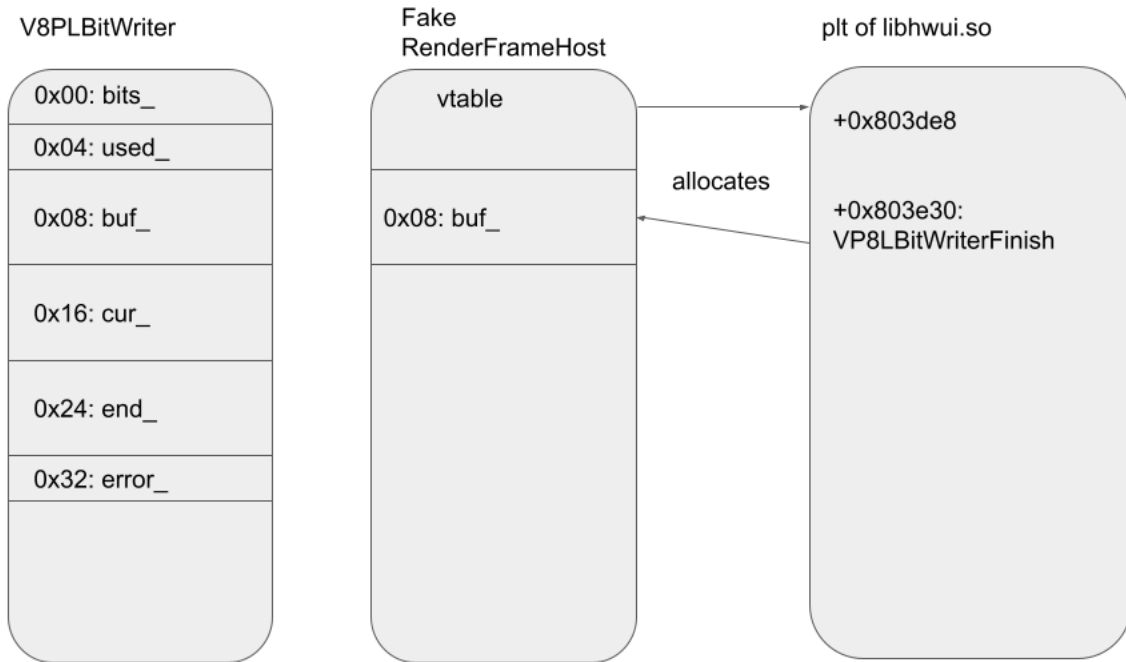 V8PLBitWriter
0x00: bits_
0x04: used_
0x08: buf_
0x16: cur_
0x24: end_
0x32: error_
Fake
RenderFrameHost
vtable
0x08: buf_
allocates
plt of libhwui.so
+0x803de8
+0x803e30:
VP8LBitWriterFinish